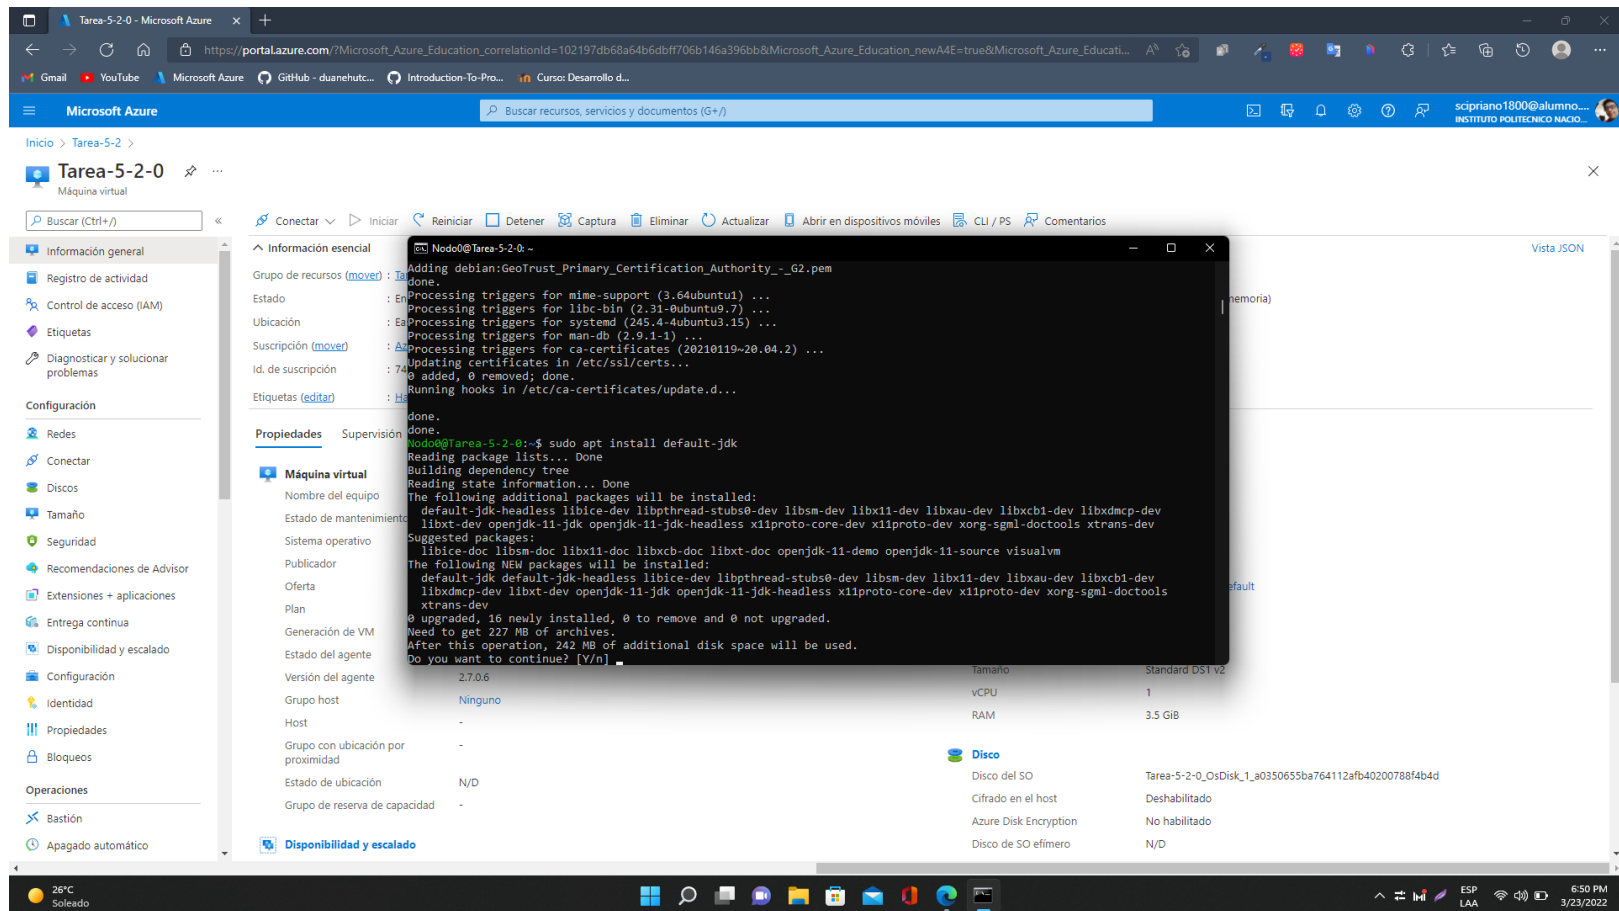 Tarea-5-2-0 - Microsoft Azure
https://portal.azure.com/?Microsoft_Azure_Education_correlationId=102197db68a64b6dbff706b146a396bb&Microsoft_Azure_Education_newA4E=true&Microsoft_Azure_Educati...
Gmail YouTube Microsoft Azure GitHub - duanehutc... Introduction-To-Pro... Curso: Desarrollo d...
Microsoft Azure
Buscar recursos, servicios y documentos (G+/)
scipriano1800@alumno....
INSTITUTO POLITECNICO NACIO...
Inicio > Tarea-5-2 >
Tarea-5-2-0
Máquina virtual
Buscar (Ctrl+/)
«
Conectar Iniciar Reiniciar Detener Captura Eliminar Actualizar Abrir en dispositivos móviles CLI / PS Comentarios
Información general
Registro de actividad
Control de acceso (IAM)
Etiquetas
Diagnosticar y solucionar
problemas
Configuración
Redes
Conectar
Discos
Tamaño
Seguridad
Recomendaciones de Advisor
Extensiones + aplicaciones
Entrega continua
Disponibilidad y escalado
Configuración
Identidad
Propiedades
Bloqueos
Operaciones
Bastión
Apagado automático
Información esencial
Vista JSON
Grupo de recursos (mover) : Ta
Estado : En
memoria)
Ubicación : Ea
Suscripción (mover) : Az
Id. de suscripción : 74
Etiquetas (editar) : Ha
Propiedades Supervisión
Máquina virtual
Nombre del equipo
Estado de mantenimiento
Sistema operativo
Publicador
Oferta
Plan
Generación de VM
Estado del agente
Versión del agente 2.7.0.6
Grupo host Ninguno
Host -
Grupo con ubicación por -
proximidad
Estado de ubicación N/D
Grupo de reserva de capacidad -
Disponibilidad y escalado
Nodo0@Tarea-5-2-0: ~
Adding debian:GeoTrust_Primary_Certification_Authority_-_G2.pem
done.
Processing triggers for mime-support (3.64ubuntu1) ...
Processing triggers for libc-bin (2.31-0ubuntu9.7) ...
Processing triggers for systemd (245.4-4ubuntu3.15) ...
Processing triggers for man-db (2.9.1-1) ...
Processing triggers for ca-certificates (20210119~20.04.2) ...
Updating certificates in /etc/ssl/certs...
0 added, 0 removed; done.
Running hooks in /etc/ca-certificates/update.d...
done.
done.
Nodo0@Tarea-5-2-0:~$ sudo apt install default-jdk
Reading package lists... Done
Building dependency tree
Reading state information... Done
The following additional packages will be installed:
default-jdk-headless libice-dev libpthread-stubs0-dev libsm-dev libx11-dev libxau-dev libxcb1-dev libxdmcp-dev
libxt-dev openjdk-11-jdk openjdk-11-jdk-headless x11proto-core-dev x11proto-dev xorg-sgml-doctools xtrans-dev
Suggested packages:
libice-doc libsm-doc libx11-doc libxcb-doc libxt-doc openjdk-11-demo openjdk-11-source visualvm
The following NEW packages will be installed:
default-jdk default-jdk-headless libice-dev libpthread-stubs0-dev libsm-dev libx11-dev libxau-dev libxcb1-dev
libxdmcp-dev libxt-dev openjdk-11-jdk openjdk-11-jdk-headless x11proto-core-dev x11proto-dev xorg-sgml-doctools
xtrans-dev
0 upgraded, 16 newly installed, 0 to remove and 0 not upgraded.
Need to get 227 MB of archives.
After this operation, 242 MB of additional disk space will be used.
Do you want to continue? [Y/n]
efault
Tamaño Standard DS1 v2
vCPU 1
RAM 3.5 GiB
Disco
Disco del SO Tarea-5-2-0_OsDisk_1_a0350655ba764112afb40200788f4b4d
Cifrado en el host Deshabilitado
Azure Disk Encryption No habilitado
Disco de SO efímero N/D
26°C
Soleado
ESP
LAA
6:50 PM
3/23/2022